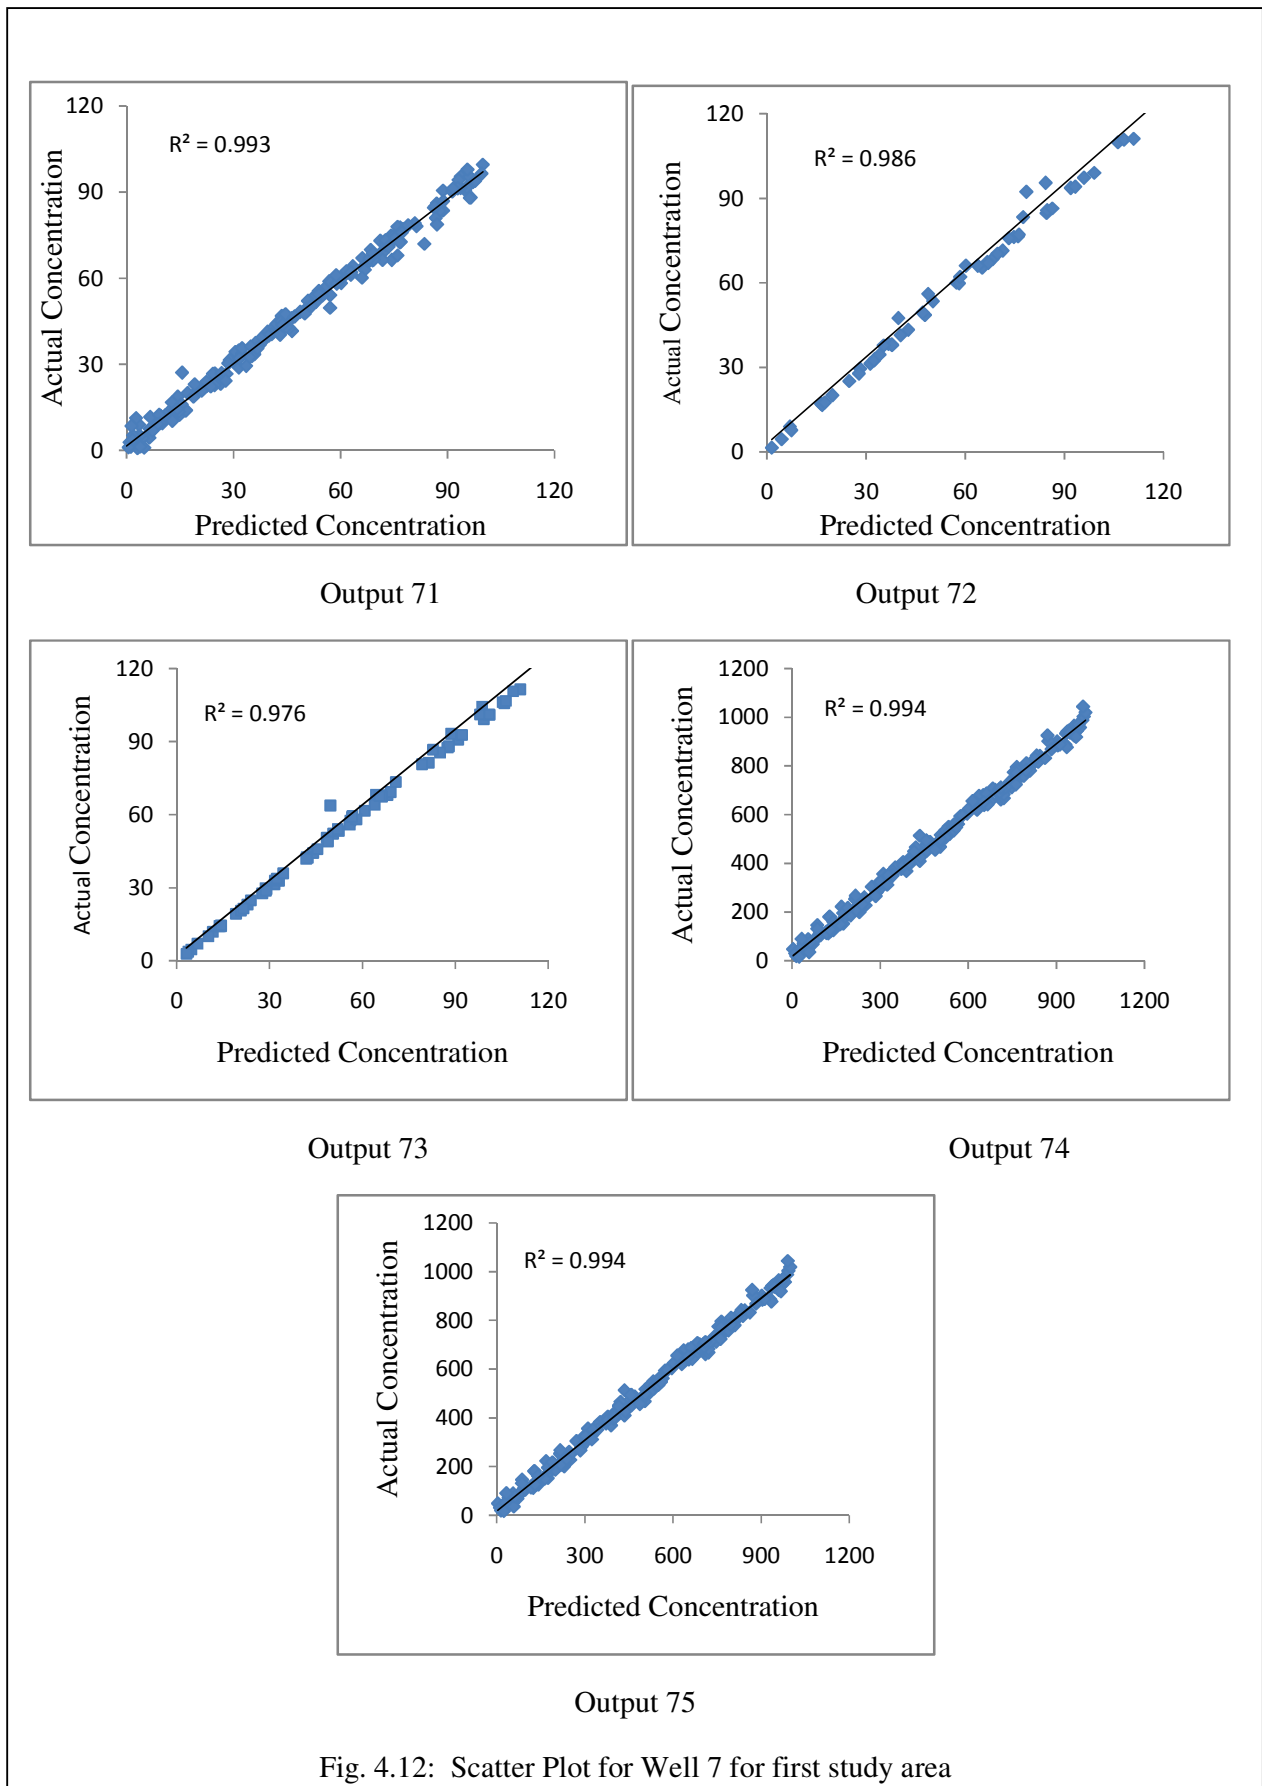 120
90
60
30
0
R² = 0.993
Actual Concentration
0 30 60 90 120
Predicted Concentration
Output 71
120
90
60
30
0
R² = 0.986
Actual Concentration
0 30 60 90 120
Predicted Concentration
Output 72
120
90
60
30
0
R² = 0.976
Actual Concentration
0 30 60 90 120
Predicted Concentration
Output 73
1200
1000
800
600
400
200
0
R² = 0.994
Actual Concentration
0 300 600 900 1200
Predicted Concentration
Output 74
1200
1000
800
600
400
200
0
R² = 0.994
Actual Concentration
0 300 600 900 1200
Predicted Concentration
Output 75
Fig. 4.12: Scatter Plot for Well 7 for first study area